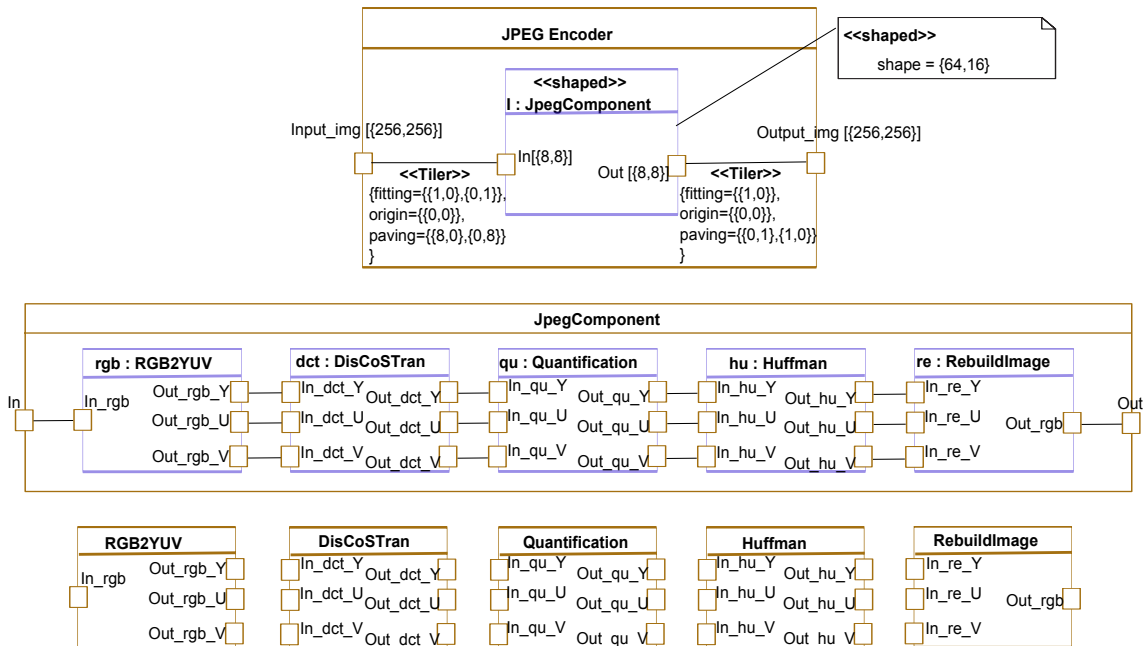 JPEG Encoder
<<shaped>>
shape = {64,16}
<<shaped>>
I : JpegComponent
Input_img [{256,256}]
Output_img [{256,256}]
In[{8,8}]
Out [{8,8}]
<<Tiler>>
{fitting={{1,0},{0,1}},
origin={{0,0}},
paving={{8,0},{0,8}}
}
<<Tiler>>
{fitting={{1,0}},
origin={{0,0}},
paving={{0,1},{1,0}}
}
JpegComponent
In
Out
rgb : RGB2YUV
In_rgb
Out_rgb_Y
Out_rgb_U
Out_rgb_V
dct : DisCoSTran
In_dct_Y
Out_dct_Y
In_dct_U
Out_dct_U
In_dct_V
Out_dct_V
qu : Quantification
In_qu_Y
Out_qu_Y
In_qu_U
Out_qu_U
In_qu_V
Out_qu_V
hu : Huffman
In_hu_Y
Out_hu_Y
In_hu_U
Out_hu_U
In_hu_V
Out_hu_V
re : RebuildImage
In_re_Y
In_re_U
Out_rgb
In_re_V
RGB2YUV
In_rgb
Out_rgb_Y
Out_rgb_U
Out_rgb_V
DisCoSTran
In_dct_Y
Out_dct_Y
In_dct_U
Out_dct_U
In_dct_V
Out_dct_V
Quantification
In_qu_Y
Out_qu_Y
In_qu_U
Out_qu_U
In_qu_V
Out_qu_V
Huffman
In_hu_Y
Out_hu_Y
In_hu_U
Out_hu_U
In_hu_V
Out_hu_V
RebuildImage
In_re_Y
In_re_U
Out_rgb
In_re_V